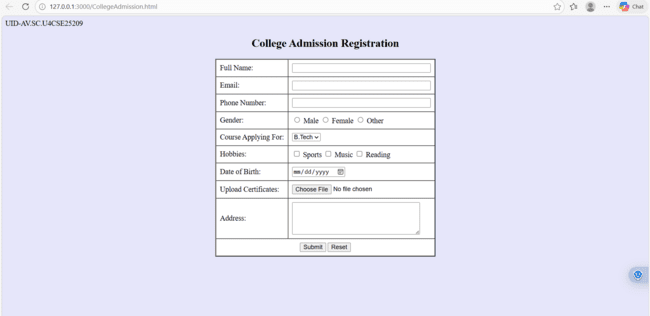 127.0.0.1:3000/CollegeAdmission.html
Chat
UID-AV.SC.U4CSE25209
College Admission Registration
Full Name:
Email:
Phone Number:
Gender: Male Female Other
Course Applying For: B.Tech
Hobbies: Sports Music Reading
Date of Birth: mm/dd/yyyy
Upload Certificates: Choose File No file chosen
Address:
Submit Reset